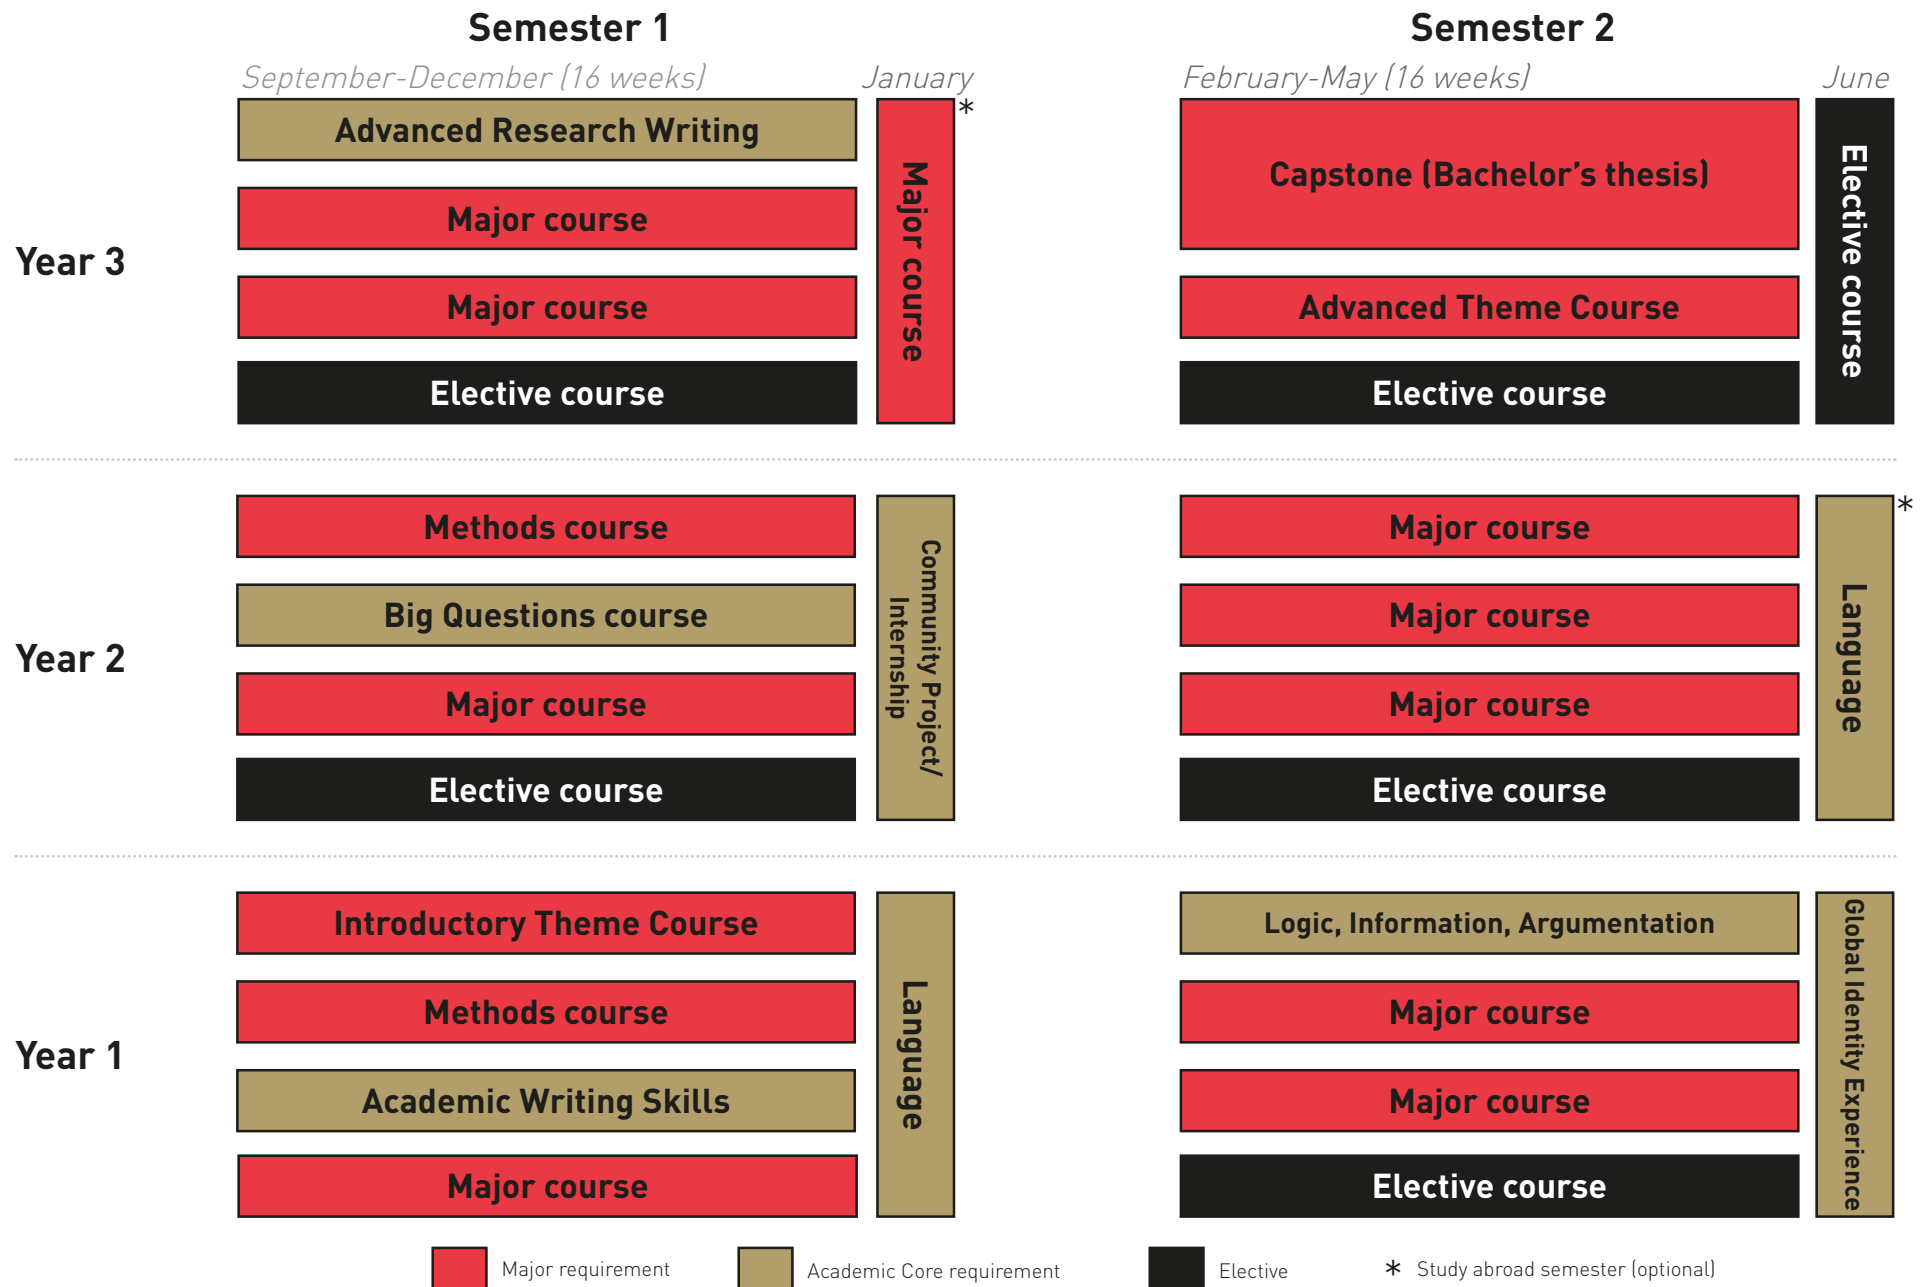 Semester 1
Semester 2
September-December (16 weeks)
January
February-May (16 weeks)
June
Year 3
Advanced Research Writing
Major course
Major course
Elective course
Major course
*
Capstone (Bachelor's thesis)
Advanced Theme Course
Elective course
Elective course
Year 2
Methods course
Big Questions course
Major course
Elective course
Community Project/
Internship
Major course
Major course
Major course
Elective course
Language
*
Year 1
Introductory Theme Course
Methods course
Academic Writing Skills
Major course
Language
Logic, Information, Argumentation
Major course
Major course
Elective course
Global Identity Experience
Major requirement
Academic Core requirement
Elective
* Study abroad semester (optional)